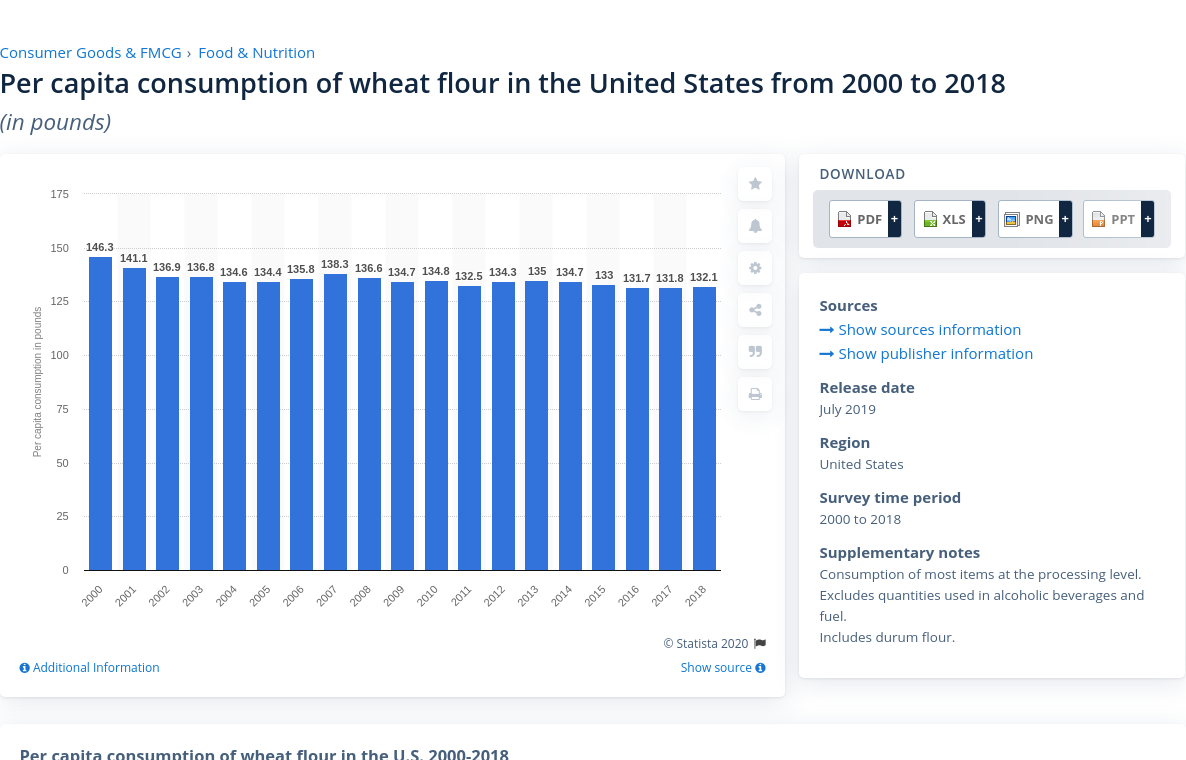 Consumer Goods & FMCG › Food & Nutrition
Per capita consumption of wheat flour in the United States from 2000 to 2018
(in pounds)
175
150
125
100
75
50
25
0
Per capita consumption in pounds
146.3
141.1
136.9
136.8
134.6
134.4
135.8
138.3
136.6
134.7
134.8
132.5
134.3
135
134.7
133
131.7
131.8
132.1
2000
2001
2002
2003
2004
2005
2006
2007
2008
2009
2010
2011
2012
2013
2014
2015
2016
2017
2018
© Statista 2020
Additional Information
Show source
DOWNLOAD
PDF +
XLS +
PNG +
PPT +
Sources
Show sources information
Show publisher information
Release date
July 2019
Region
United States
Survey time period
2000 to 2018
Supplementary notes
Consumption of most items at the processing level.
Excludes quantities used in alcoholic beverages and
fuel.
Includes durum flour.
Per capita consumption of wheat flour in the U.S. 2000-2018